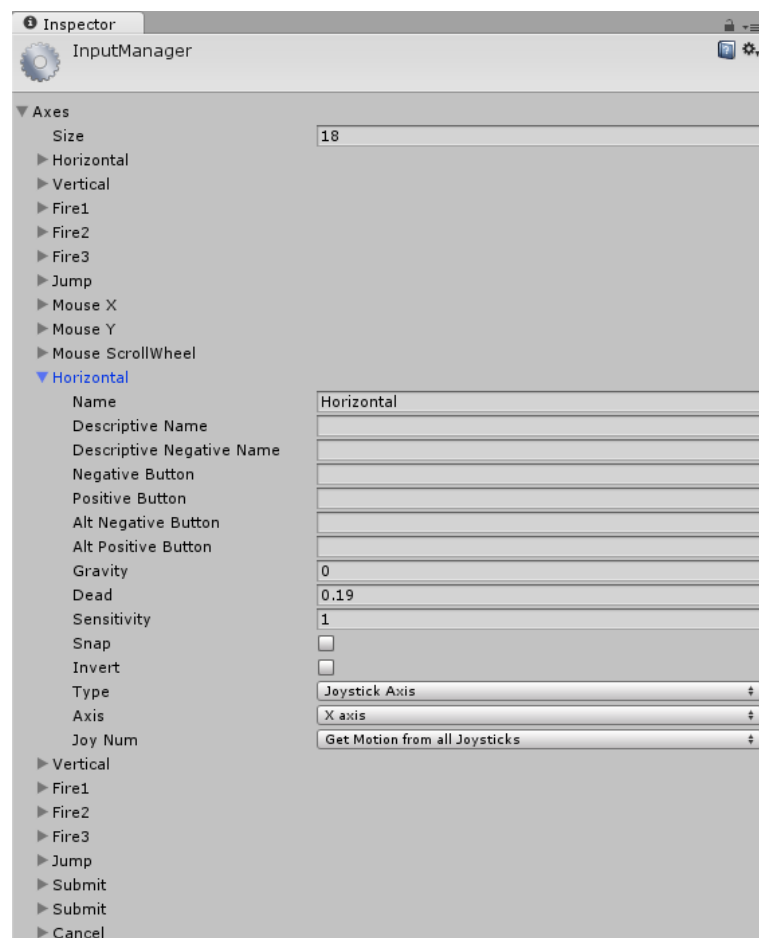 Inspector
InputManager
Axes
Size 18
Horizontal
Vertical
Fire1
Fire2
Fire3
Jump
Mouse X
Mouse Y
Mouse ScrollWheel
Horizontal
Name Horizontal
Descriptive Name
Descriptive Negative Name
Negative Button
Positive Button
Alt Negative Button
Alt Positive Button
Gravity 0
Dead 0.19
Sensitivity 1
Snap
Invert
Type Joystick Axis
Axis X axis
Joy Num Get Motion from all Joysticks
Vertical
Fire1
Fire2
Fire3
Jump
Submit
Submit
Cancel